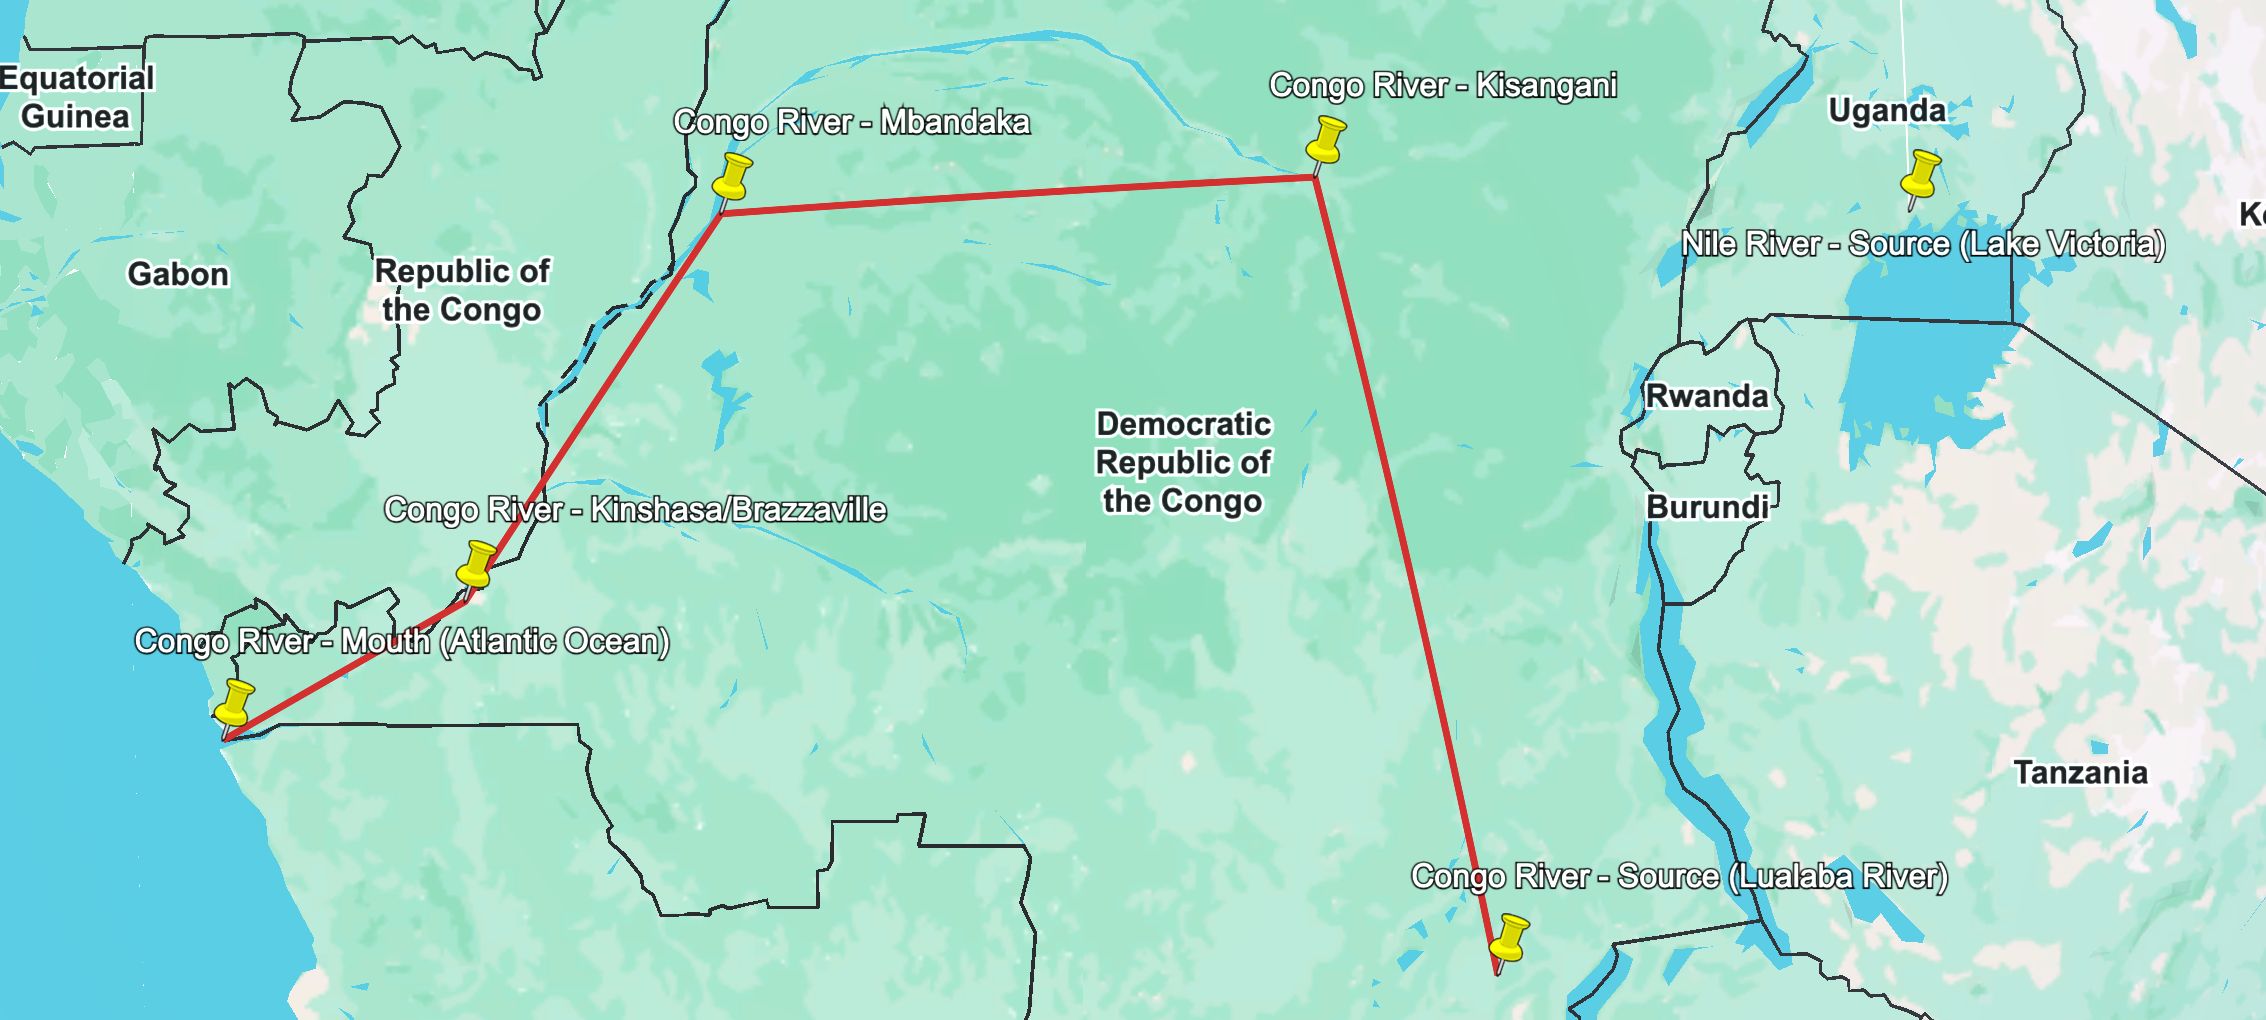 Equatorial
Guinea
Congo River - Kisangani
Uganda
Congo River - Mbandaka
Nile River - Source (Lake Victoria)
Gabon
Republic of
the Congo
Rwanda
Democratic
Republic of
the Congo
Burundi
Congo River - Kinshasa/Brazzaville
Congo River - Mouth (Atlantic Ocean)
Tanzania
Congo River - Source (Lualaba River)